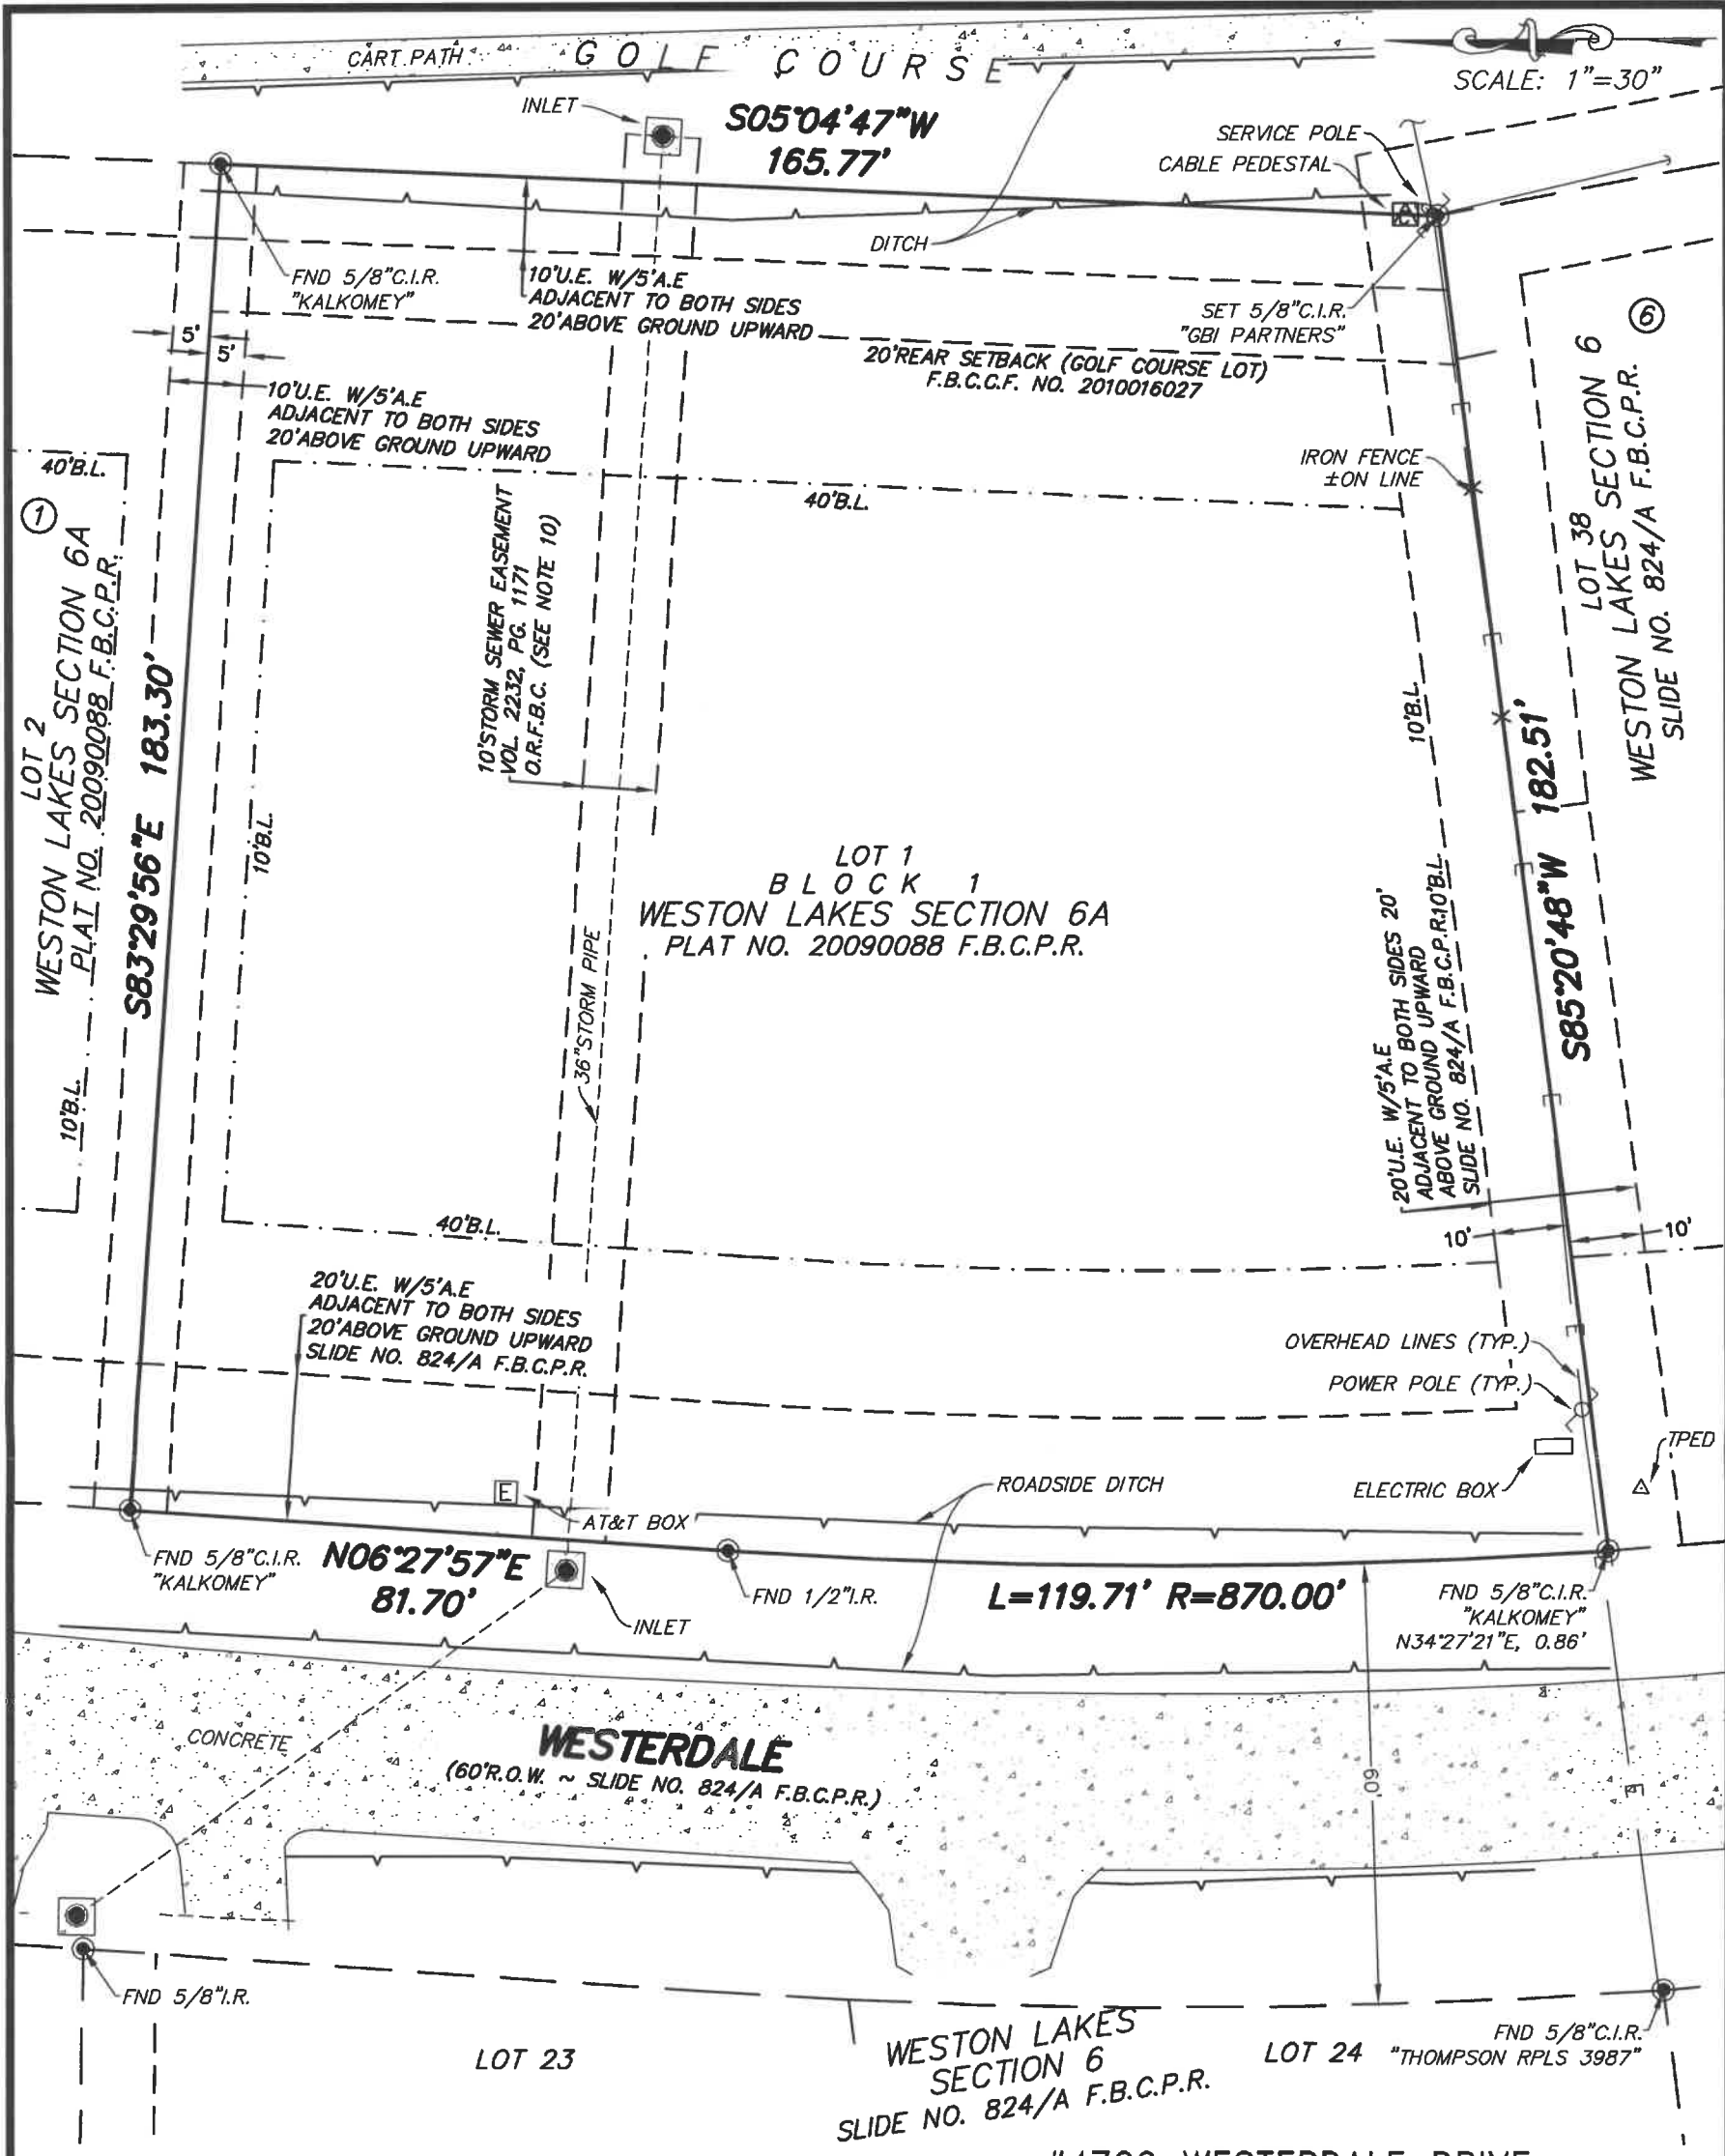 CART PATH
GOLF COURSE
SCALE: 1"=30"
INLET
S05°04'47"W
165.77'
SERVICE POLE
CABLE PEDESTAL
DITCH
FND 5/8"C.I.R.
"KALKOMEY"
10'U.E. W/5'A.E
ADJACENT TO BOTH SIDES
20'ABOVE GROUND UPWARD
SET 5/8"C.I.R.
"GBI PARTNERS"
6
5'
5'
20'REAR SETBACK (GOLF COURSE LOT)
F.B.C.C.F. NO. 2010016027
10'U.E. W/5'A.E
ADJACENT TO BOTH SIDES
20'ABOVE GROUND UPWARD
40'B.L.
1
40'B.L.
IRON FENCE
±ON LINE
LOT 38
WESTON LAKES SECTION 6
SLIDE NO. 824/A F.B.C.P.R.
LOT 2
WESTON LAKES SECTION 6A
PLAT NO. 20090088 F.B.C.P.R.
S83°29'56"E 183.30'
10'STORM SEWER EASEMENT
VOL. 2232, PG. 1171
O.R.F.B.C. (SEE NOTE 10)
10'B.L.
10'B.L.
S85°20'48"W 182.51'
LOT 1
BLOCK 1
WESTON LAKES SECTION 6A
PLAT NO. 20090088 F.B.C.P.R.
36"STORM PIPE
10'B.L.
20'U.E. W/5'A.E
ADJACENT TO BOTH SIDES 20'
ABOVE GROUND UPWARD
SLIDE NO. 824/A F.B.C.P.R.10'B.L.
40'B.L.
10'
10'
20'U.E. W/5'A.E
ADJACENT TO BOTH SIDES
20'ABOVE GROUND UPWARD
SLIDE NO. 824/A F.B.C.P.R.
OVERHEAD LINES (TYP.)
POWER POLE (TYP.)
TPED
E
ROADSIDE DITCH
ELECTRIC BOX
AT&T BOX
FND 5/8"C.I.R.
"KALKOMEY"
N06°27'57"E
81.70'
FND 1/2"I.R.
L=119.71' R=870.00'
FND 5/8"C.I.R.
"KALKOMEY"
N34°27'21"E, 0.86'
INLET
CONCRETE
WESTERDALE
(60'R.O.W. ~ SLIDE NO. 824/A F.B.C.P.R.)
60'
FND 5/8"I.R.
LOT 23
WESTON LAKES
SECTION 6
SLIDE NO. 824/A F.B.C.P.R.
LOT 24
FND 5/8"C.I.R.
"THOMPSON RPLS 3987"
WESTERDALE DRIVE